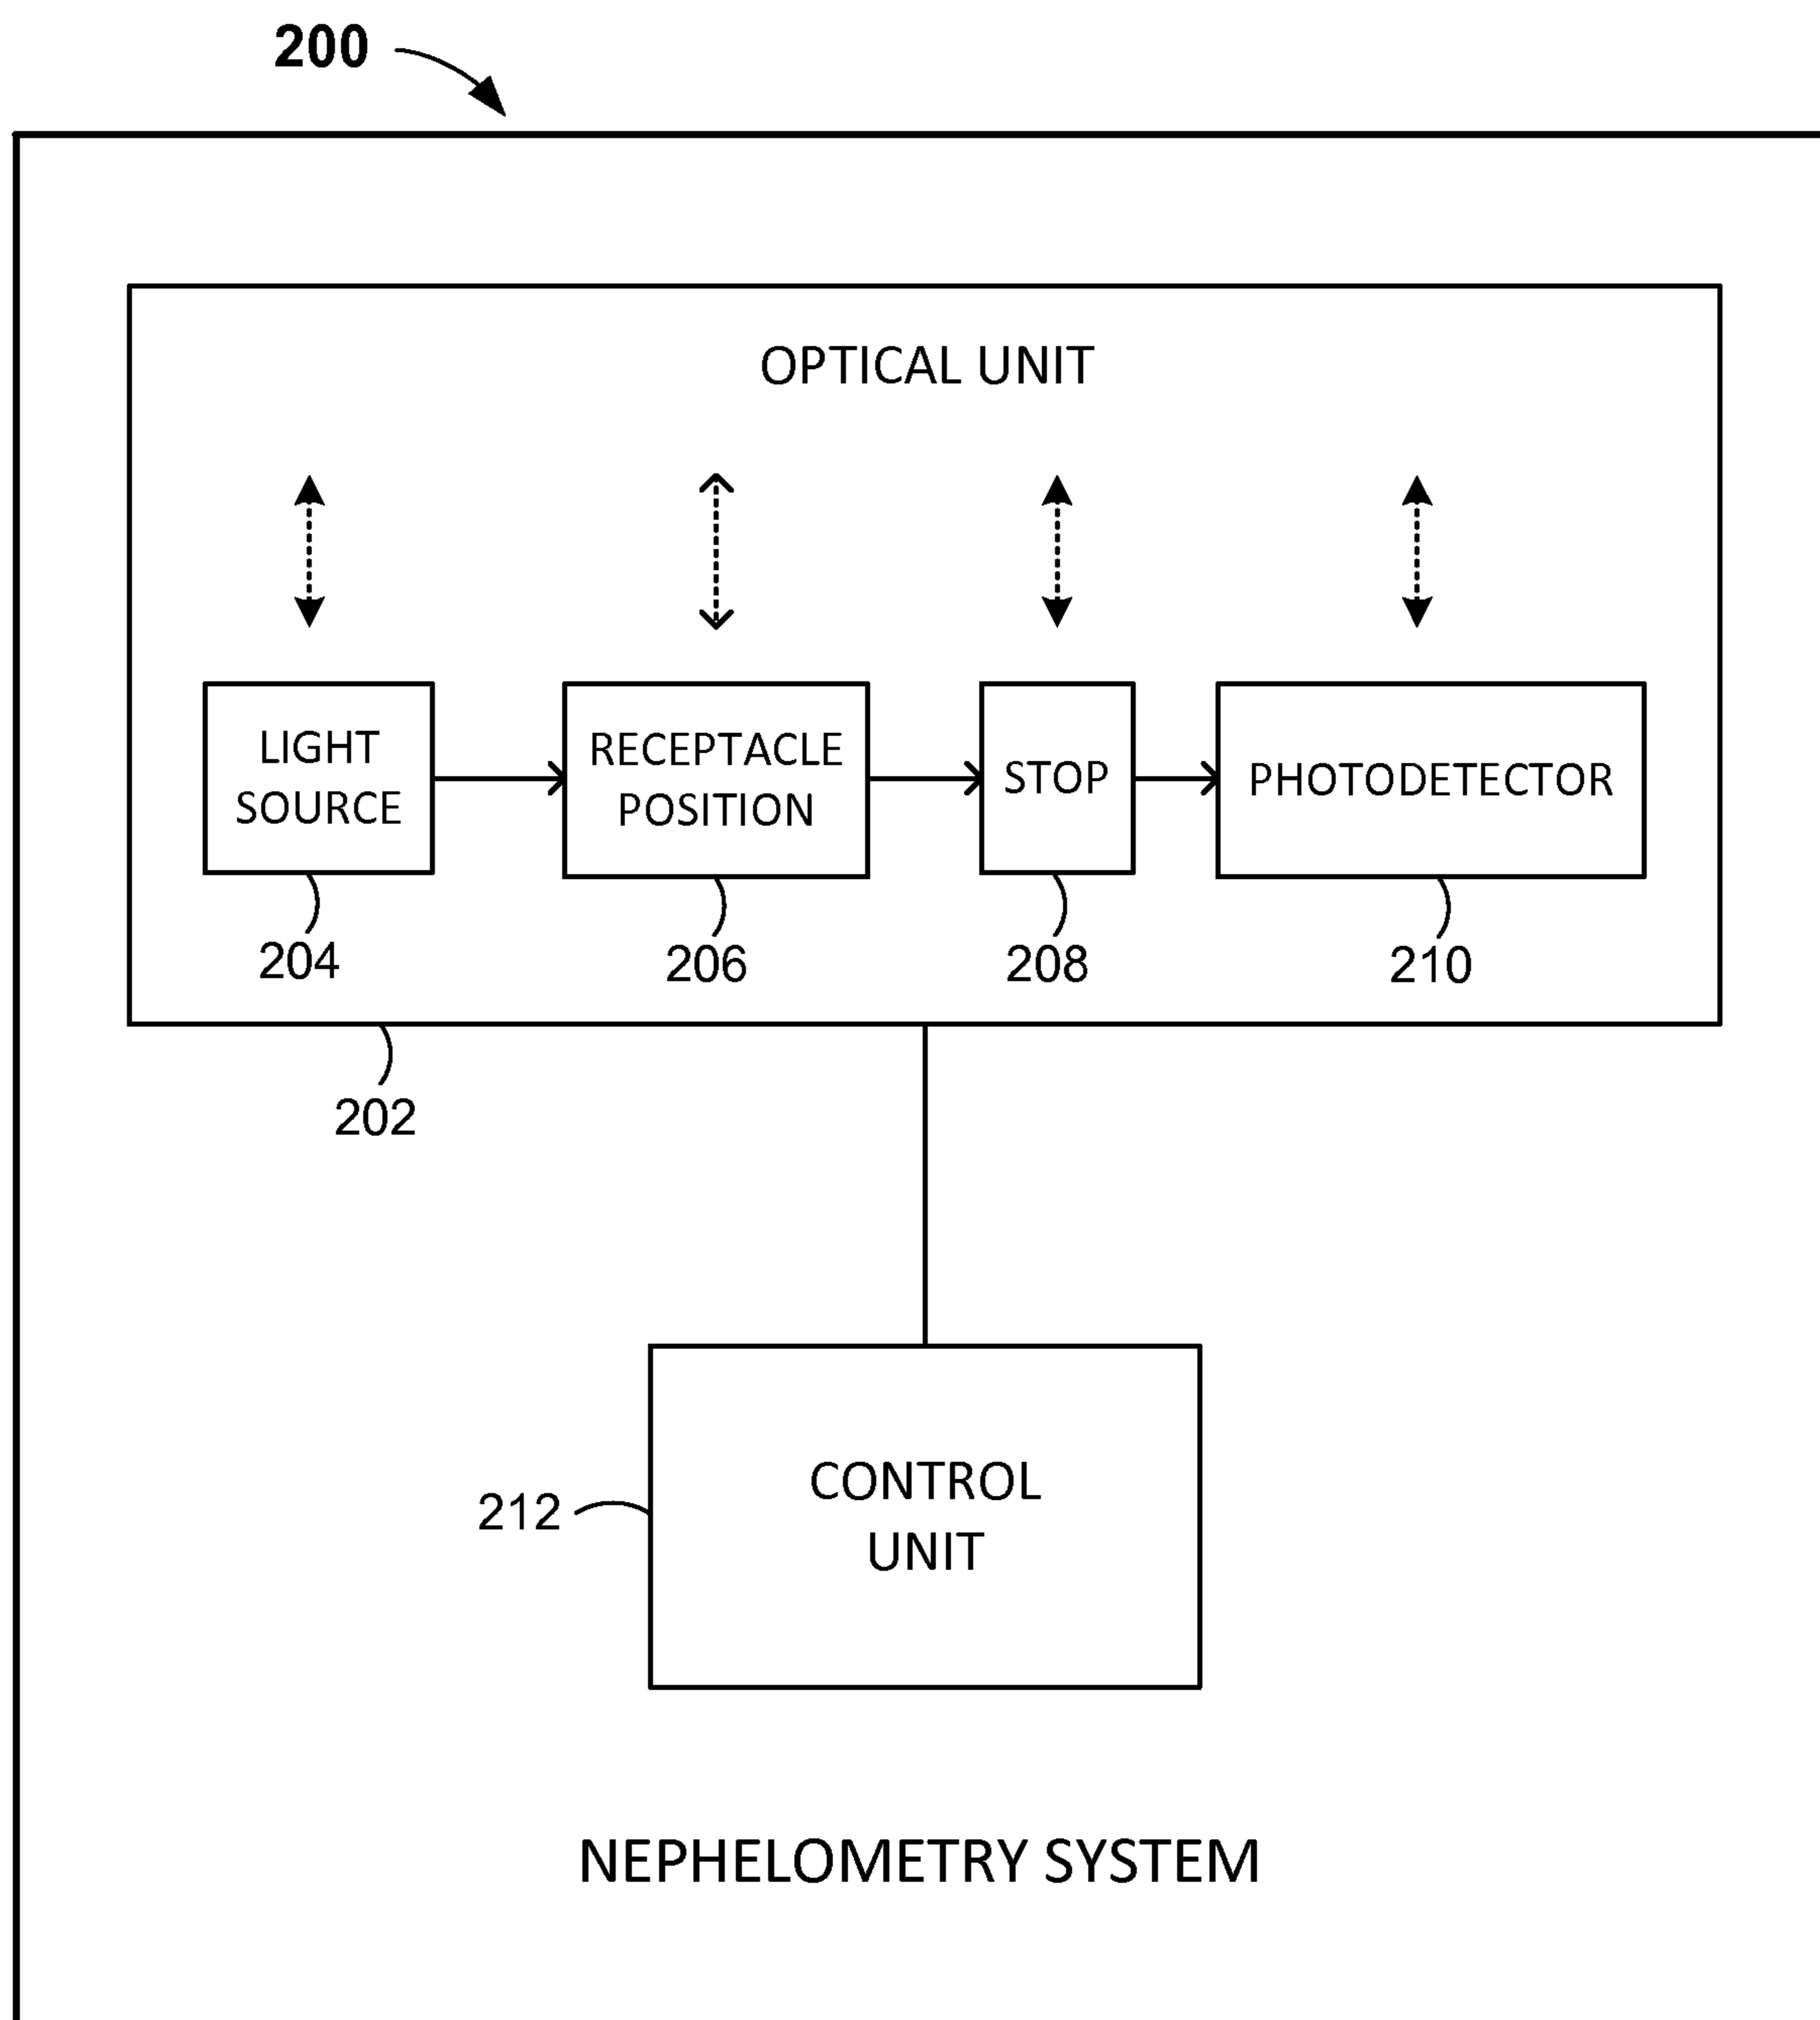 200
OPTICAL UNIT
LIGHT
SOURCE
RECEPTACLE
POSITION
STOP
PHOTODETECTOR
204
206
208
210
202
212
CONTROL
UNIT
NEPHELOMETRY SYSTEM